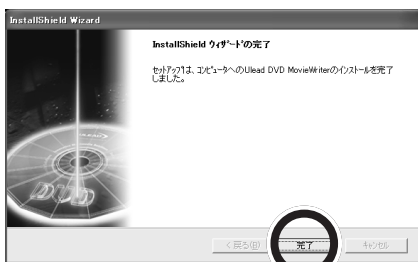 InstallShield Wizard
InstallShield ウィザードの完了
セットアップは、コンピュータへのUlead DVD MovieWriterのインストールを完了
しました。
DVD
< 戻る(B)
完了
キャンセル